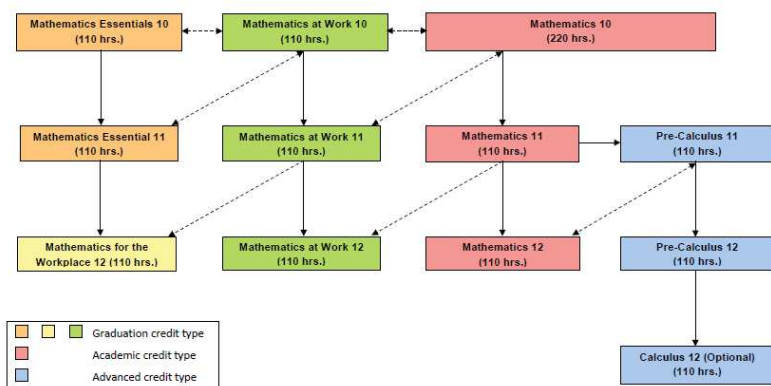 Mathematics Essentials 10
(110 hrs.)
Mathematics at Work 10
(110 hrs.)
Mathematics 10
(220 hrs.)
Mathematics Essential 11
(110 hrs.)
Mathematics at Work 11
(110 hrs.)
Mathematics 11
(110 hrs.)
Pre-Calculus 11
(110 hrs.)
Mathematics for the
Workplace 12 (110 hrs.)
Mathematics at Work 12
(110 hrs.)
Mathematics 12
(110 hrs.)
Pre-Calculus 12
(110 hrs.)
Graduation credit type
Academic credit type
Advanced credit type
Calculus 12 (Optional)
(110 hrs.)